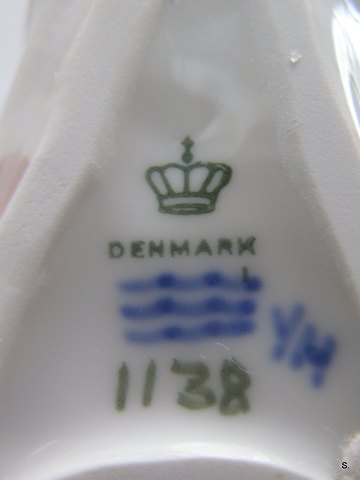 DENMARK
Y/H
1138
s.